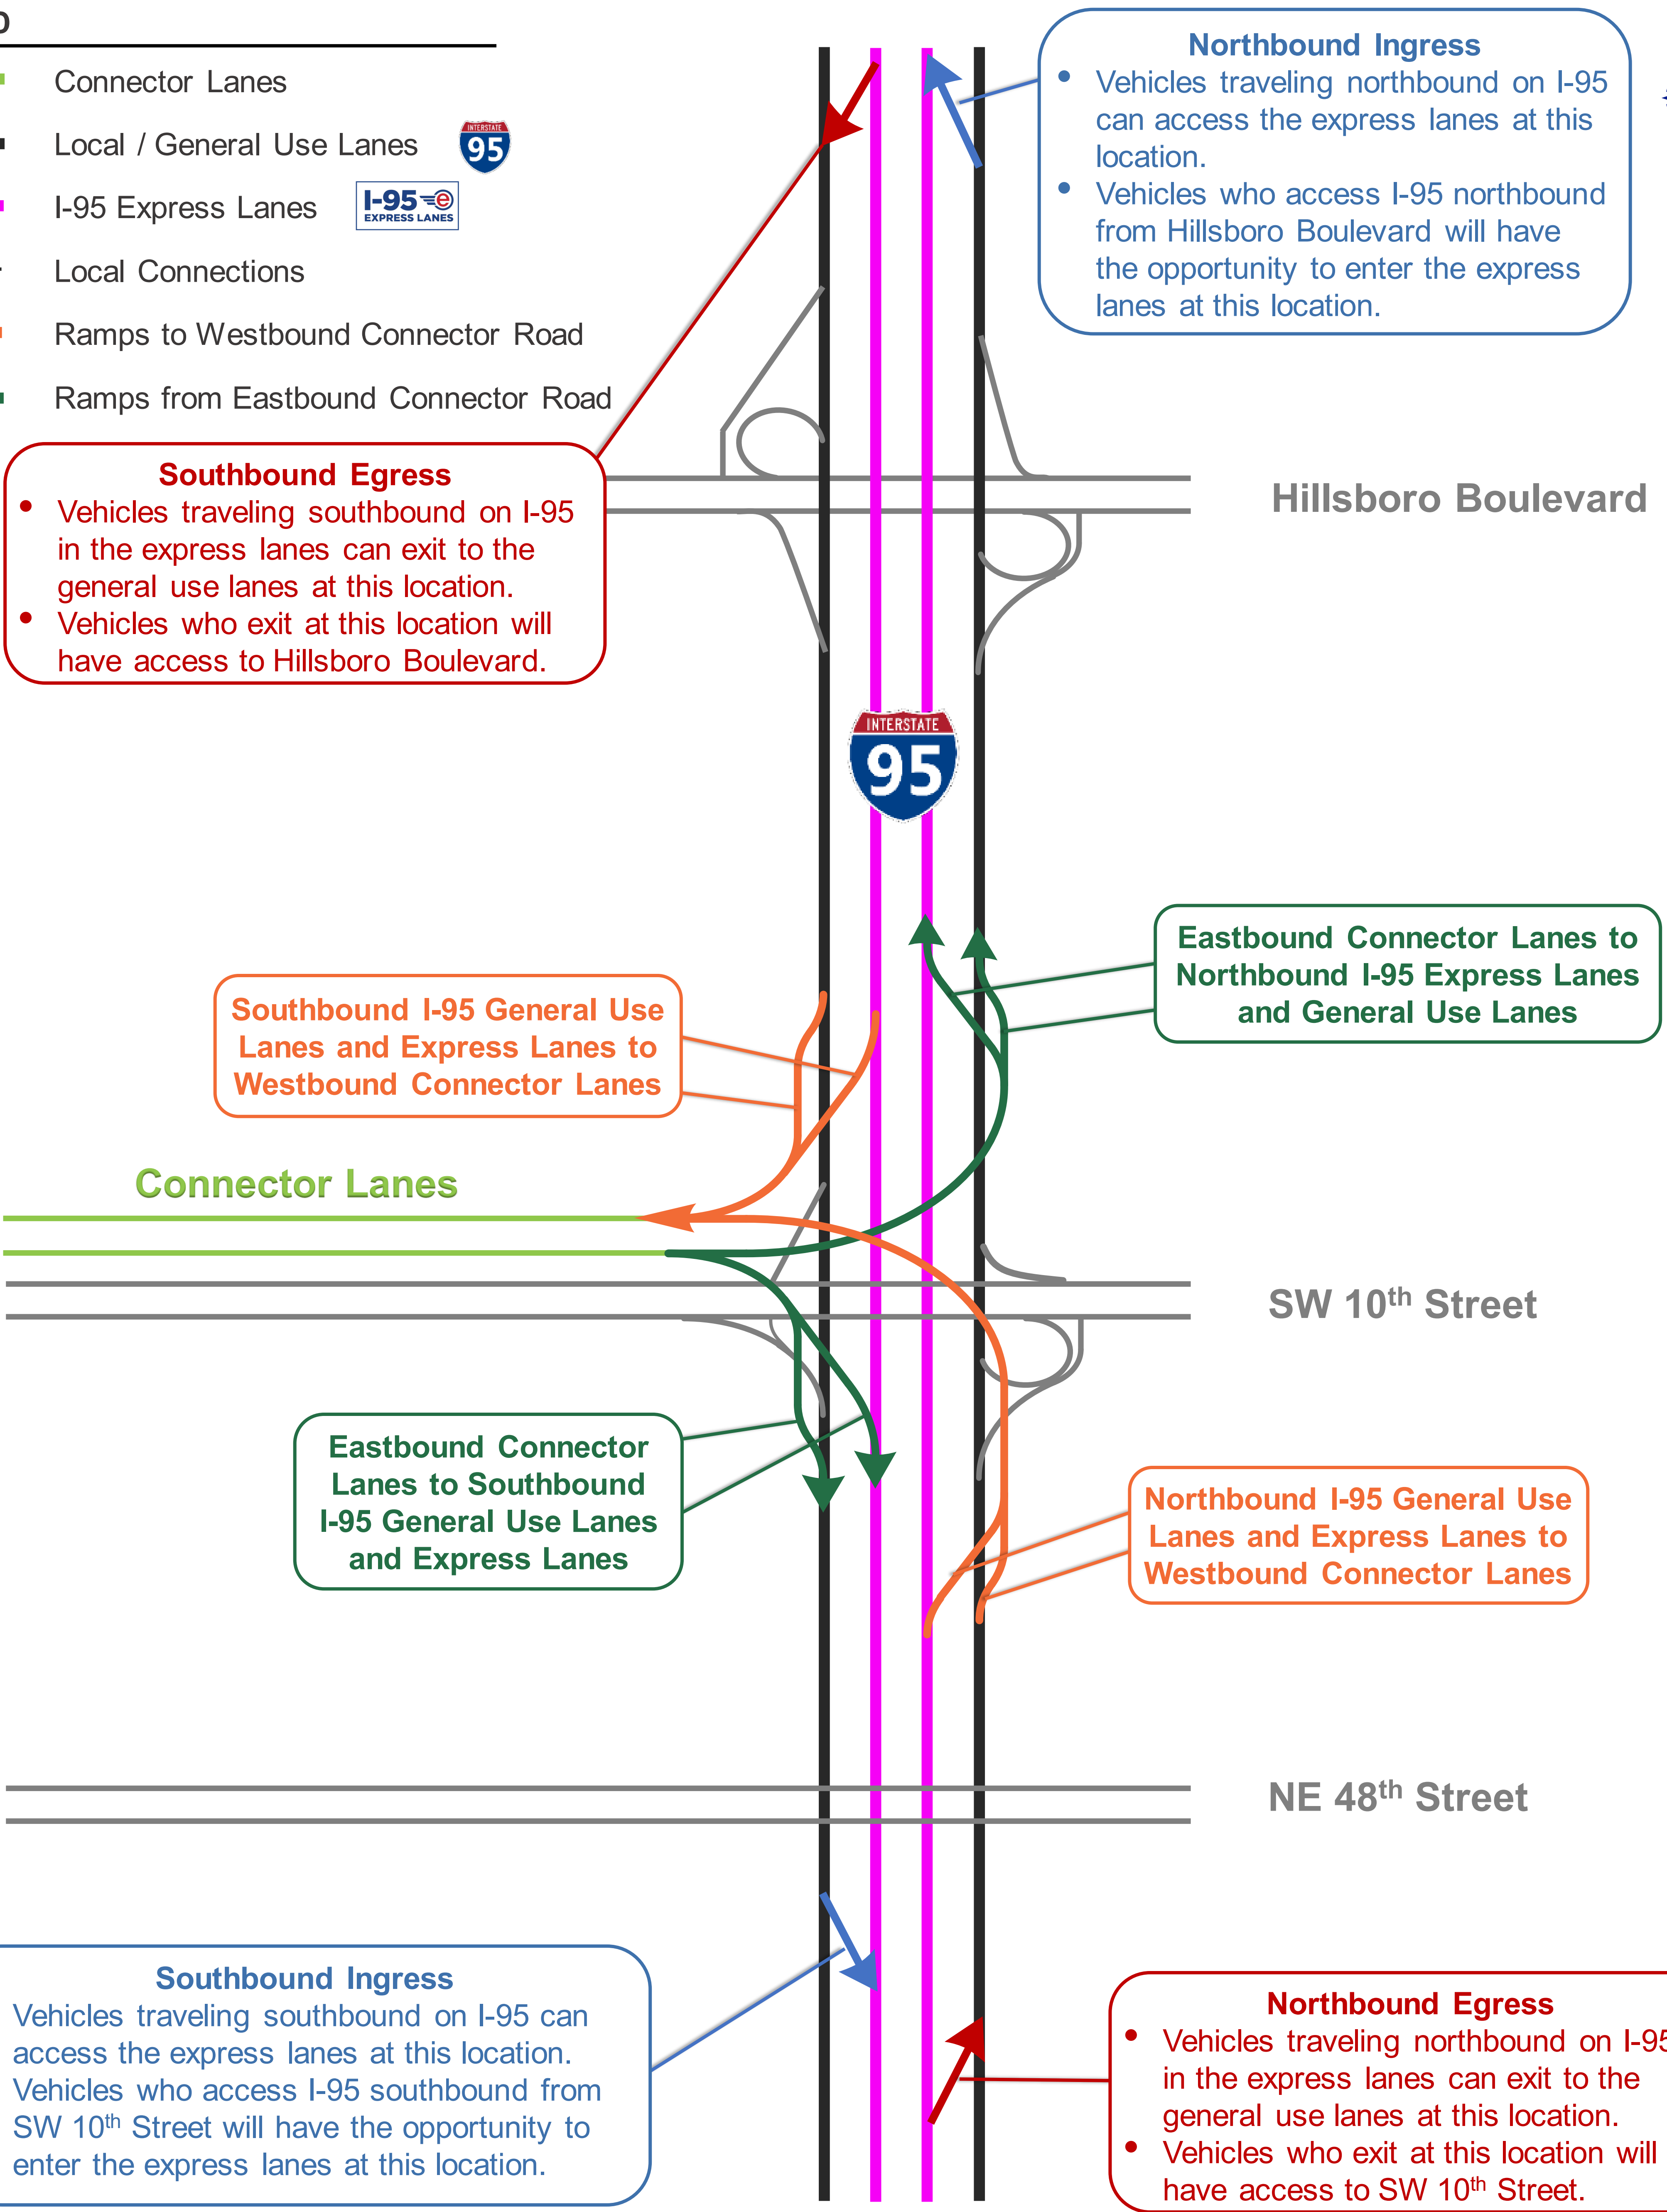 Connector Lanes
Local / General Use Lanes
INTERSTATE
95
I-95 Express Lanes
I-95 e
EXPRESS LANES
Local Connections
Ramps to Westbound Connector Road
Ramps from Eastbound Connector Road
Northbound Ingress
• Vehicles traveling northbound on I-95
can access the express lanes at this
location.
• Vehicles who access I-95 northbound
from Hillsboro Boulevard will have
the opportunity to enter the express
lanes at this location.
Southbound Egress
• Vehicles traveling southbound on I-95
in the express lanes can exit to the
general use lanes at this location.
• Vehicles who exit at this location will
have access to Hillsboro Boulevard.
Hillsboro Boulevard
INTERSTATE
95
Eastbound Connector Lanes to
Northbound I-95 Express Lanes
and General Use Lanes
Southbound I-95 General Use
Lanes and Express Lanes to
Westbound Connector Lanes
Connector Lanes
SW 10th Street
Eastbound Connector
Lanes to Southbound
I-95 General Use Lanes
and Express Lanes
Northbound I-95 General Use
Lanes and Express Lanes to
Westbound Connector Lanes
NE 48th Street
Southbound Ingress
Vehicles traveling southbound on I-95 can
access the express lanes at this location.
Vehicles who access I-95 southbound from
SW 10th Street will have the opportunity to
enter the express lanes at this location.
Northbound Egress
• Vehicles traveling northbound on I-95
in the express lanes can exit to the
general use lanes at this location.
• Vehicles who exit at this location will
have access to SW 10th Street.